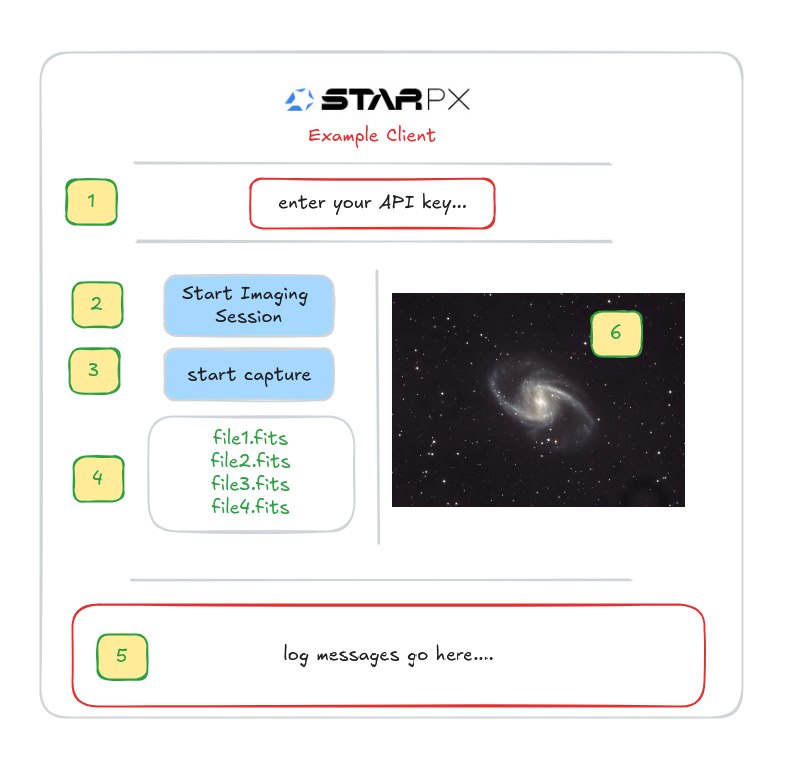 STARPX
Example Client
1
enter your API key...
2
Start Imaging
Session
3
start capture
4
file1.fits
file2.fits
file3.fits
file4.fits
6
5
log messages go here....